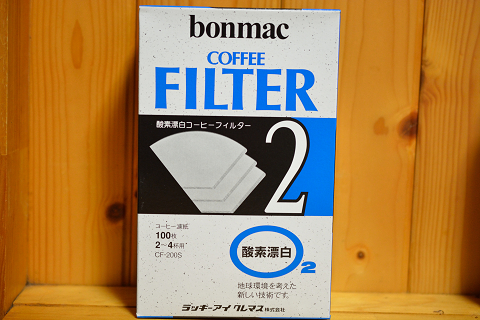 bonmac
COFFEE
FILTER
酸素漂白コーヒーフィルター
2
コーヒー濾紙
100枚
2〜4杯用
CF-200S
酸素漂白
2
地球環境を考えた
新しい技術です。
ラッキーアイ クレマス株式会社